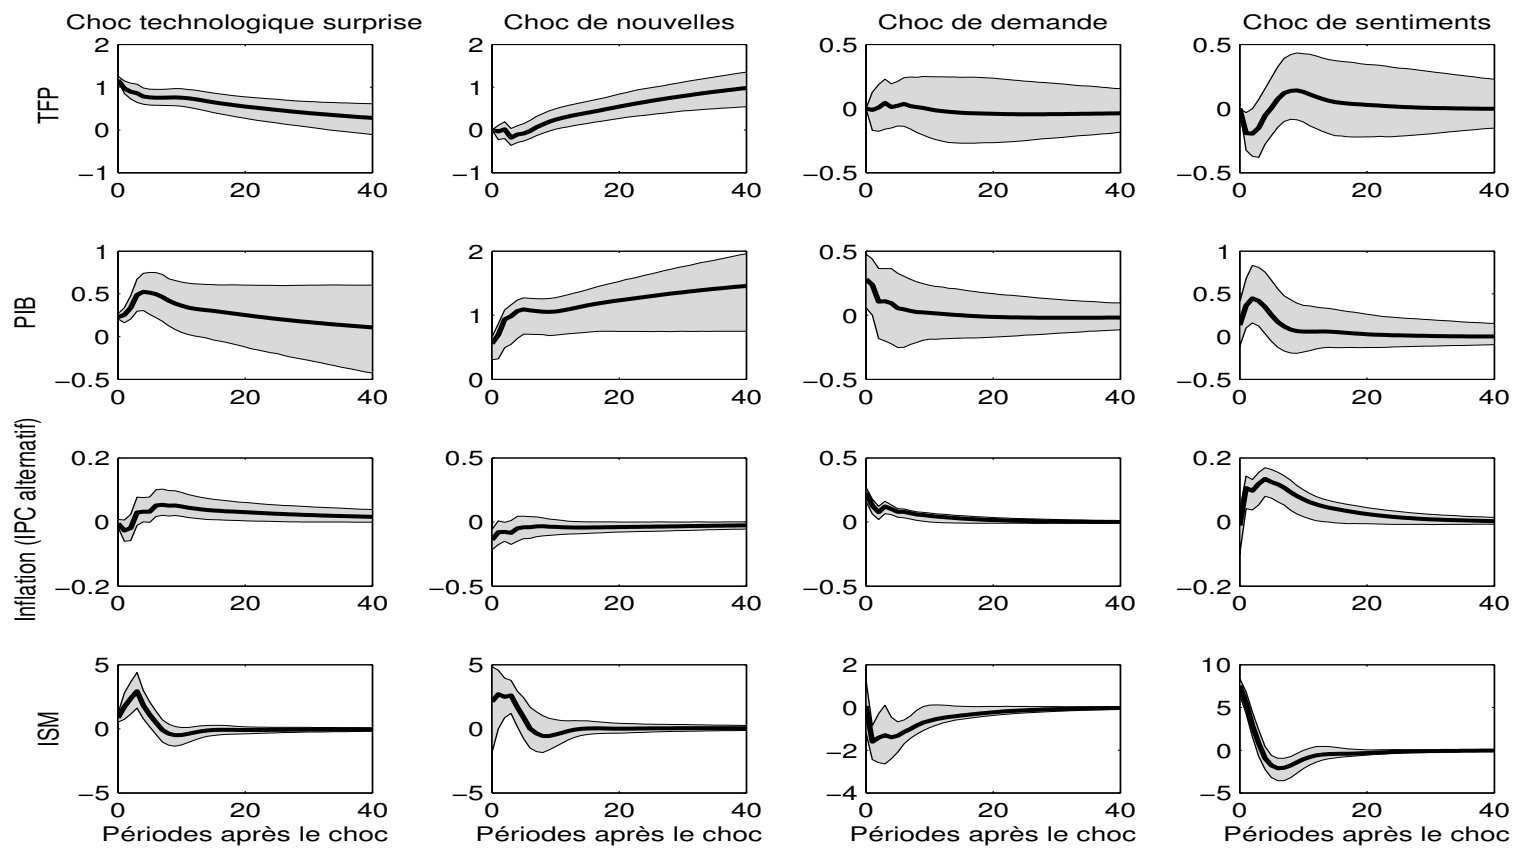 Choc technologique surprise Choc de nouvelles Choc de demande Choc de sentiments
TFP
2
1
0
−1
0 20 40
2
1
0
−1
0 20 40
0.5
0
−0.5
0 20 40
0.5
0
−0.5
0 20 40
PIB
1
0.5
0
−0.5
0 20 40
2
1
0
0 20 40
0.5
0
−0.5
0 20 40
1
0.5
0
−0.5
0 20 40
Inflation (IPC alternatif)
0.2
0
−0.2
0 20 40
0.5
0
−0.5
0 20 40
0.5
0
−0.5
0 20 40
0.2
0
−0.2
0 20 40
ISM
5
0
−5
0 20 40
Périodes après le choc
5
0
−5
0 20 40
Périodes après le choc
2
0
−2
−4
0 20 40
Périodes après le choc
10
5
0
−5
0 20 40
Périodes après le choc